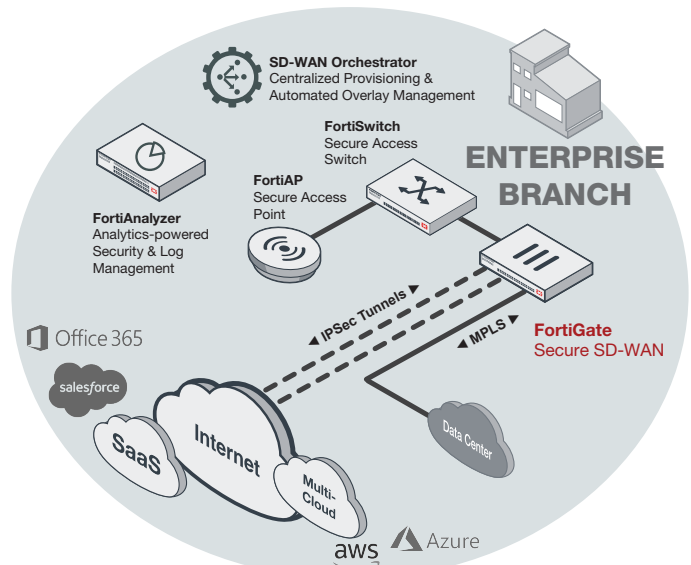 SD-WAN Orchestrator
Centralized Provisioning &
Automated Overlay Management
FortiSwitch
Secure Access
Switch
ENTERPRISE
BRANCH
FortiAP
Secure Access
Point
FortiAnalyzer
Analytics-powered
Security & Log
Management
IPSec Tunnels
MPLS
FortiGate
Secure SD-WAN
Office 365
salesforce
SaaS
Internet
Multi-
Cloud
Data Center
aws
Azure